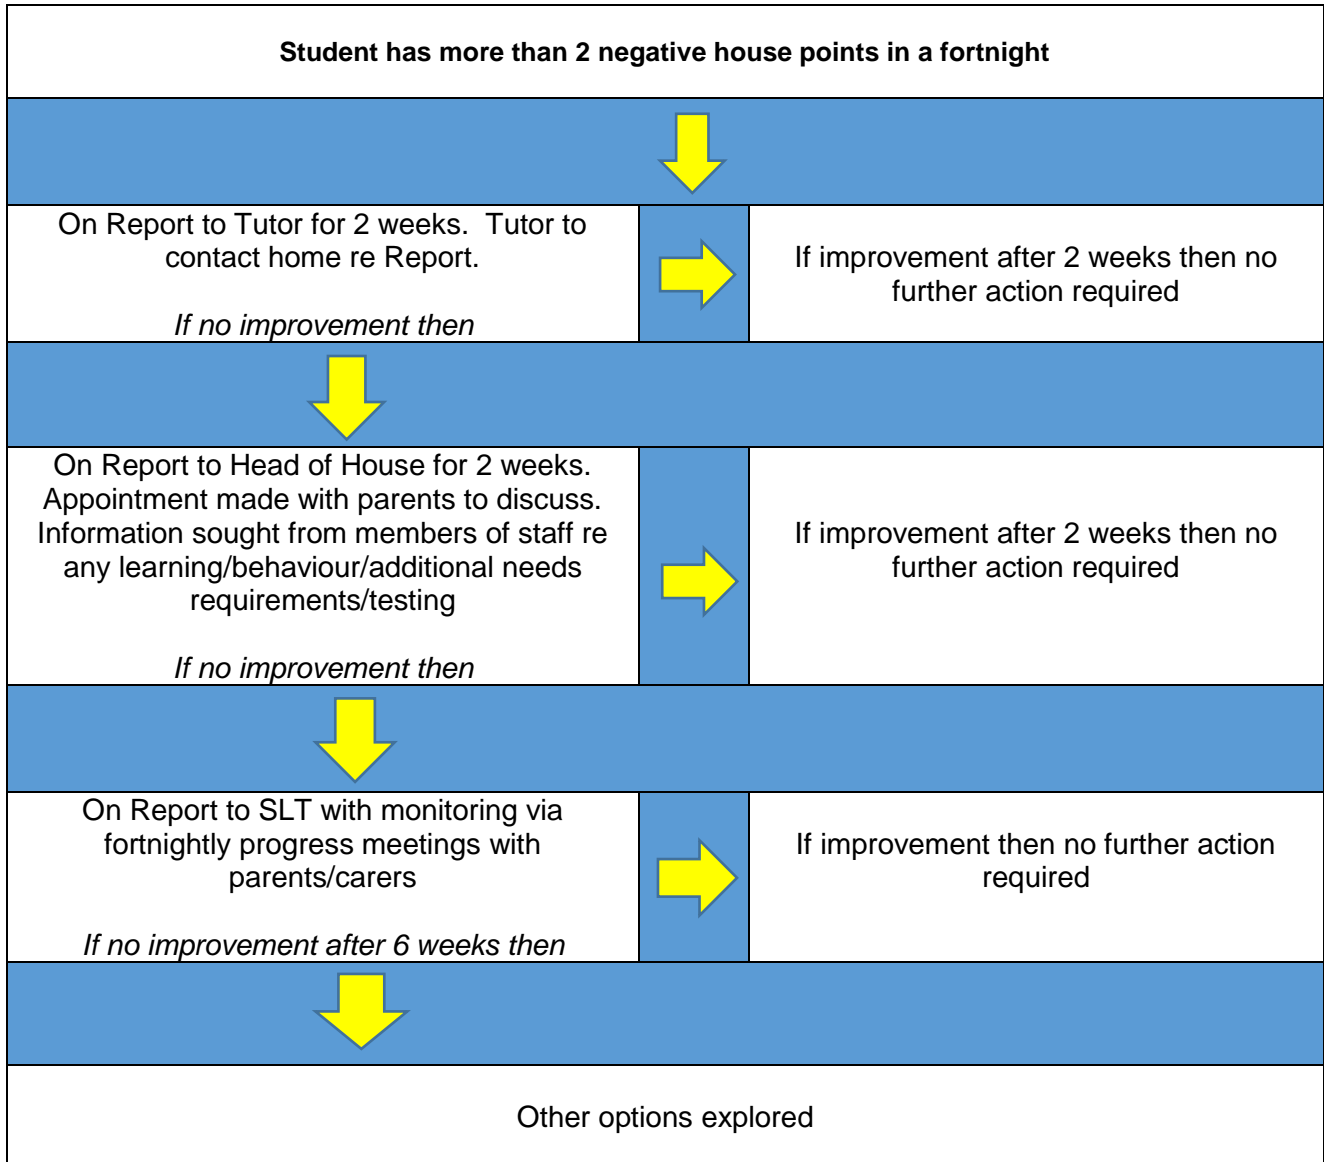 Student has more than 2 negative house points in a fortnight
On Report to Tutor for 2 weeks.  Tutor to
contact home re Report.
If no improvement then
If improvement after 2 weeks then no
further action required
On Report to Head of House for 2 weeks.
Appointment made with parents to discuss.
Information sought from members of staff re
any learning/behaviour/additional needs
requirements/testing
If no improvement then
If improvement after 2 weeks then no
further action required
On Report to SLT with monitoring via
fortnightly progress meetings with
parents/carers
If no improvement after 6 weeks then
If improvement then no further action
required
Other options explored